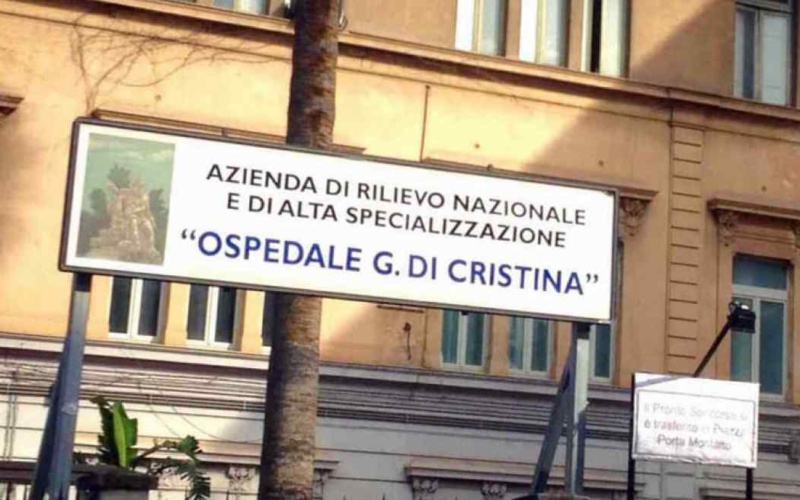 AZIENDA DI RILIEVO NAZIONALE
E DI ALTA SPECIALIZZAZIONE
“OSPEDALE G. DI CRISTINA”
Il Pronto Soccorso si
è trasferito in Piazza
Porta Montalto